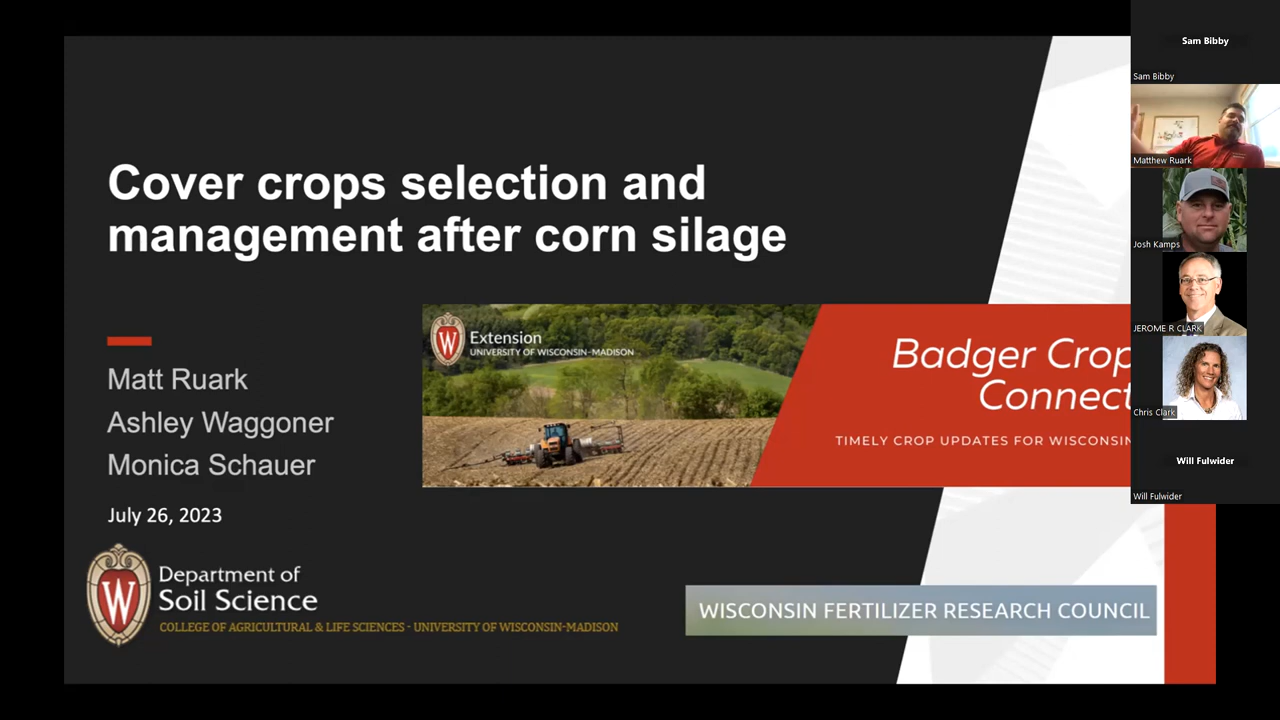 Cover crops selection and
management after corn silage
Extension
UNIVERSITY OF WISCONSIN-MADISON
Badger Crop
Connect
TIMELY CROP UPDATES FOR WISCONSIN
Matt Ruark
Ashley Waggoner
Monica Schauer
July 26, 2023
W
Department of
Soil Science
COLLEGE OF AGRICULTURAL & LIFE SCIENCES - UNIVERSITY OF WISCONSIN-MADISON
WISCONSIN FERTILIZER RESEARCH COUNCIL
Sam Bibby
Sam Bibby
Matthew Ruark
Josh Kamps
JEROME R CLARK
Chris Clark
Will Fulwider
Will Fulwider